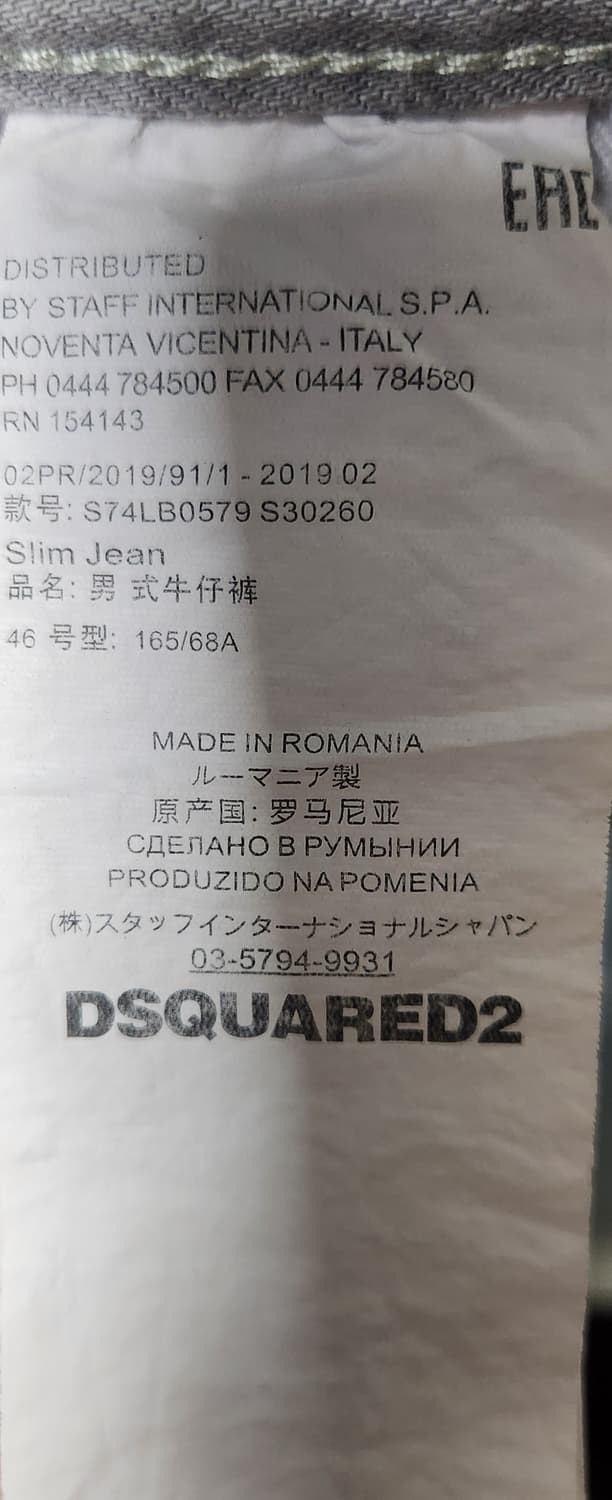 EAC
DISTRIBUTED
BY STAFF INTERNATIONAL S.P.A.
NOVENTA VICENTINA - ITALY
PH 0444 784500 FAX 0444 784580
RN 154143
02PR/2019/91/1 - 2019 02
款号: S74LB0579 S30260
Slim Jean
品名: 男 式牛仔裤
46 号型: 165/68A
MADE IN ROMANIA
ルーマニア製
原产国: 罗马尼亚
СДЕЛАНО В РУМЫНИИ
PRODUZIDO NA POMENIA
(株)スタッフインターナショナルシャパン
03-5794-9931
DSQUARED2